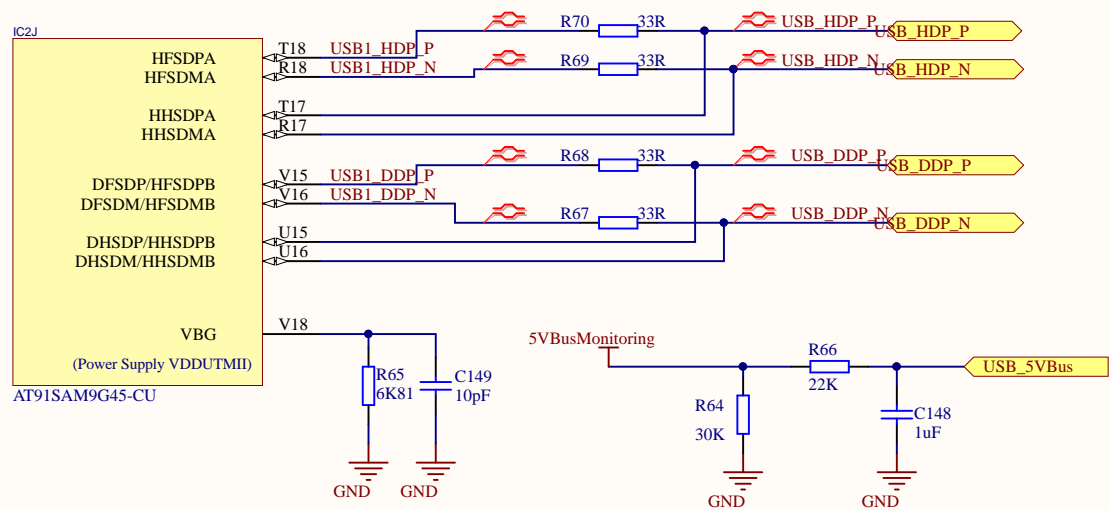 IC2J
R70 33R USB_HDP_P
USB_HDP_P
HFSDPA T18 USB1_HDP_P
HFSDMA R18 USB1_HDP_N R69 33R USB_HDP_N
USB_HDP_N
HHSDPA T17
HHSDMA R17
R68 33R USB_DDP_P
USB_DDP_P
DFSDP/HFSDPB V15 USB1_DDP_P
DFSDM/HFSDMB V16 USB1_DDP_N
R67 33R USB_DDP_N
USB_DDP_N
DHSDP/HHSDPB U15
DHSDM/HHSDMB U16
VBG V18
(Power Supply VDDUTMII)
AT91SAM9G45-CU
R65
6K81
C149
10pF
GND GND
5VBusMonitoring
R66
22K
USB_5VBus
R64
30K
C148
1uF
GND GND